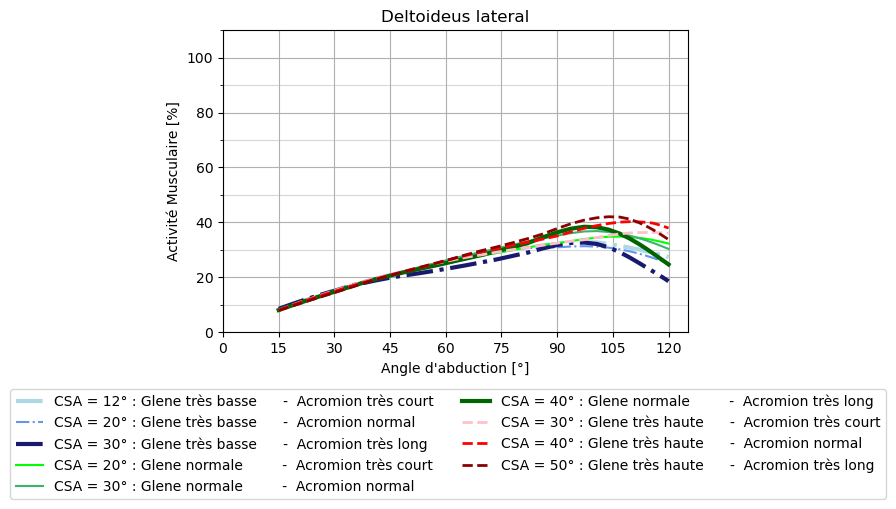 Deltoideus lateral
100
80
60
40
20
0
Activité Musculaire [%]
0 15 30 45 60 75 90 105 120
Angle d'abduction [°]
CSA = 12° : Glene très basse - Acromion très court
CSA = 20° : Glene très basse - Acromion normal
CSA = 30° : Glene très basse - Acromion très long
CSA = 20° : Glene normale - Acromion très court
CSA = 30° : Glene normale - Acromion normal
CSA = 40° : Glene normale - Acromion très long
CSA = 30° : Glene très haute - Acromion très court
CSA = 40° : Glene très haute - Acromion normal
CSA = 50° : Glene très haute - Acromion très long